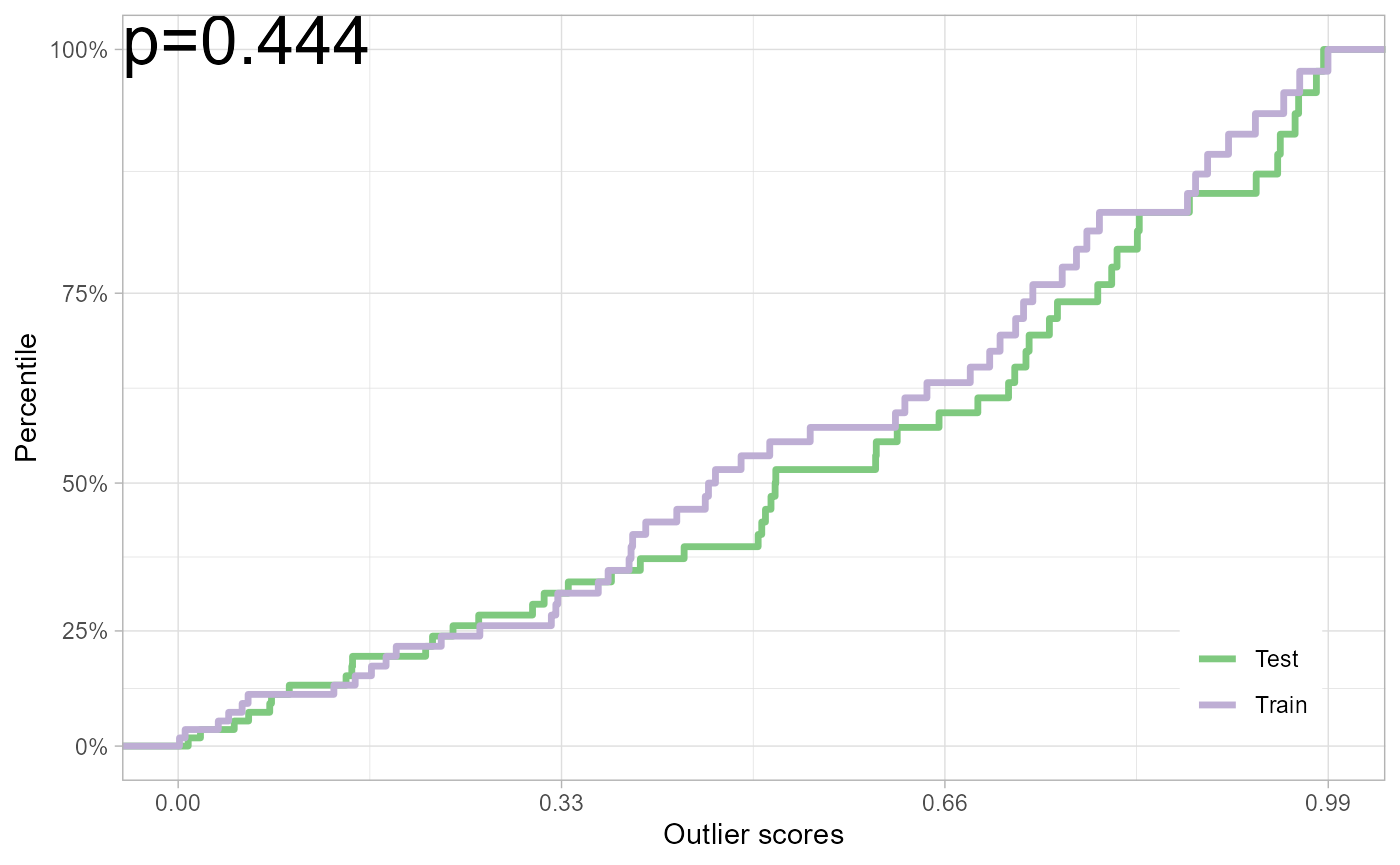 p=0.444
100%
75%
50%
25%
0%
Percentile
Test
Train
0.00
0.33
0.66
0.99
Outlier scores